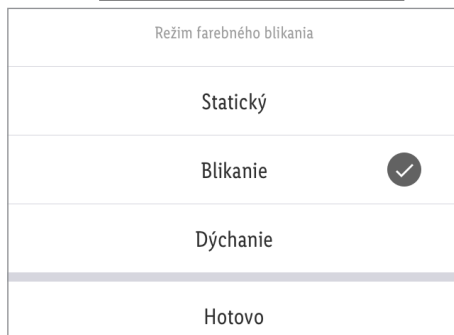 Režim farebného blikania
Statický
Blikanie
Dýchanie
Hotovo